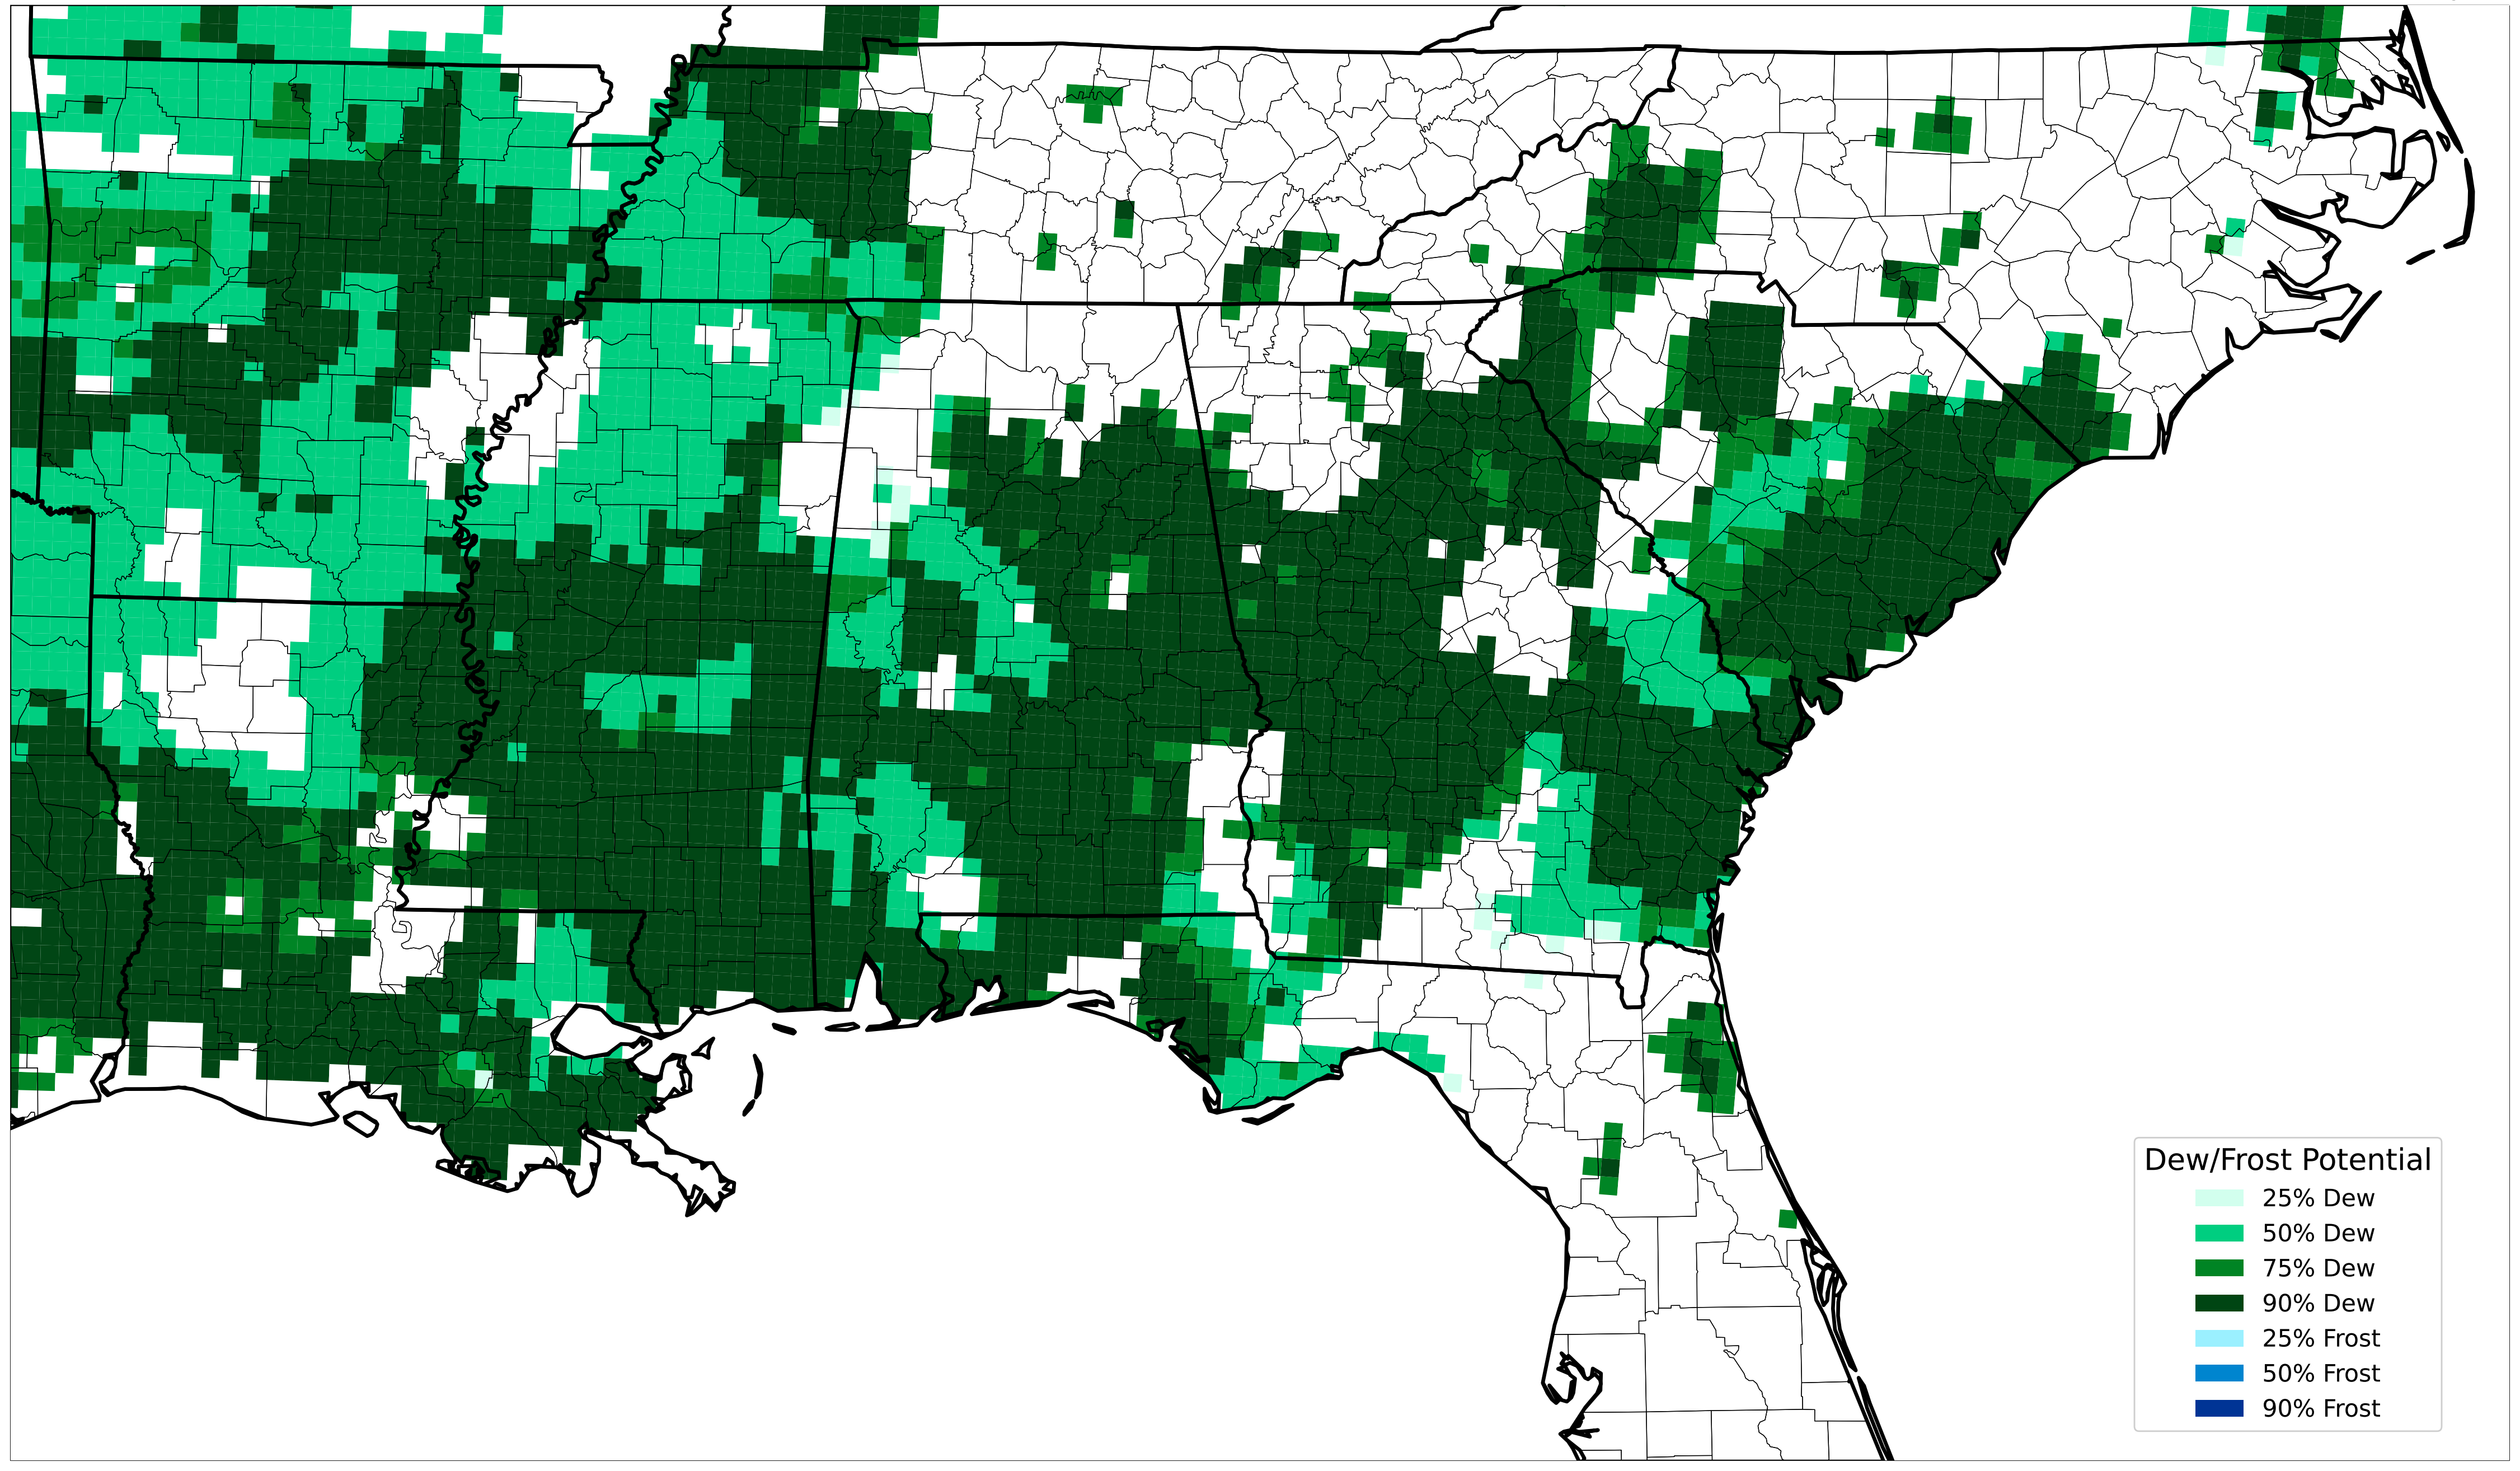 Dew/Frost Potential
25% Dew
50% Dew
75% Dew
90% Dew
25% Frost
50% Frost
90% Frost